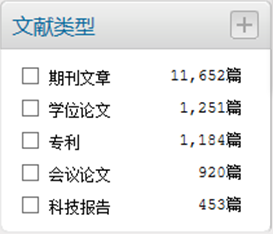 文献类型
期刊文章 11,652篇
学位论文 1,251篇
专利 1,184篇
会议论文 920篇
科技报告 453篇